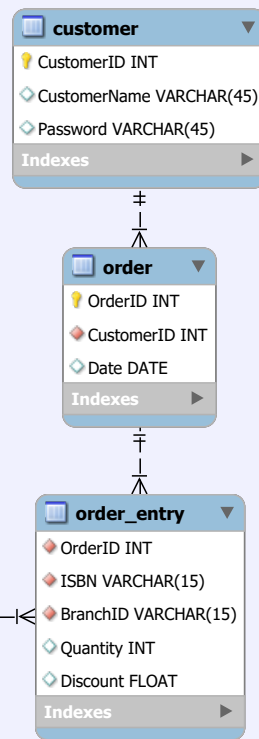 customer
CustomerID INT
CustomerName VARCHAR(45)
Password VARCHAR(45)
Indexes
order
OrderID INT
CustomerID INT
Date DATE
Indexes
order_entry
OrderID INT
ISBN VARCHAR(15)
BranchID VARCHAR(15)
Quantity INT
Discount FLOAT
Indexes